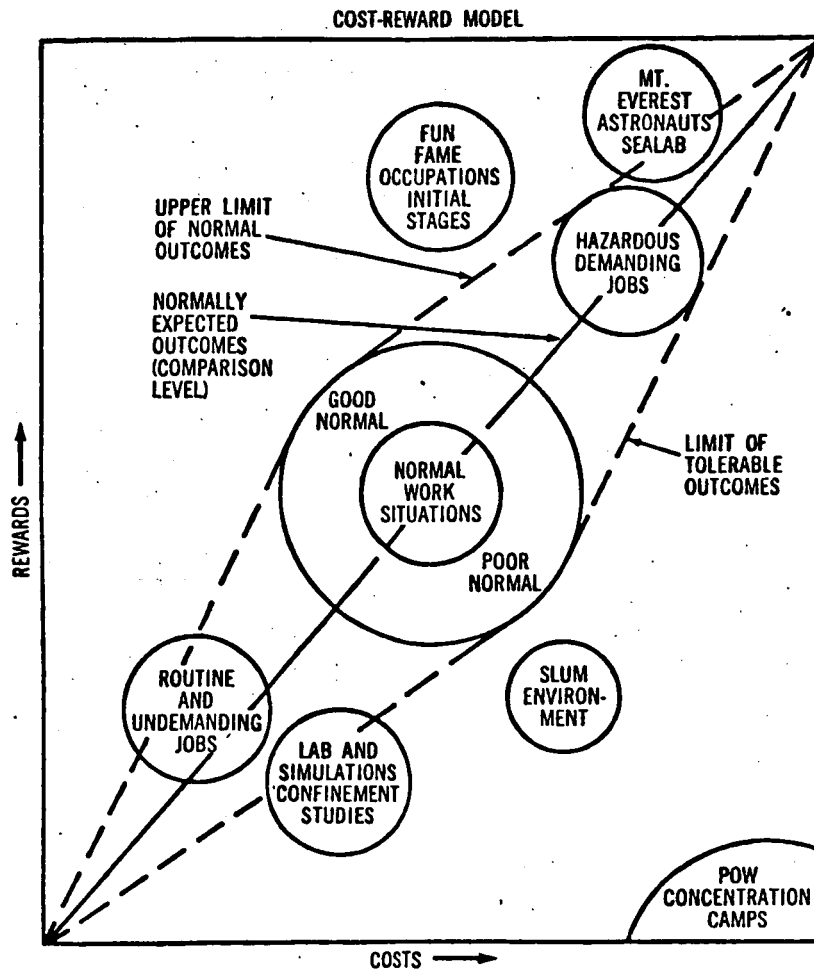 COST-REWARD MODEL
MT.
EVEREST
ASTRONAUTS
SEALAB
FUN
FAME
OCCUPATIONS
INITIAL
STAGES
UPPER LIMIT
OF NORMAL
OUTCOMES
HAZARDOUS
DEMANDING
JOBS
NORMALLY
EXPECTED
OUTCOMES
(COMPARISON
LEVEL)
GOOD
NORMAL
LIMIT OF
TOLERABLE
OUTCOMES
NORMAL
WORK
SITUATIONS
REWARDS
POOR
NORMAL
ROUTINE
AND
UNDEMANDING
JOBS
SLUM
ENVIRON-
MENT
LAB AND
SIMULATIONS
CONFINEMENT
STUDIES
POW
CONCENTRATION
CAMPS
COSTS